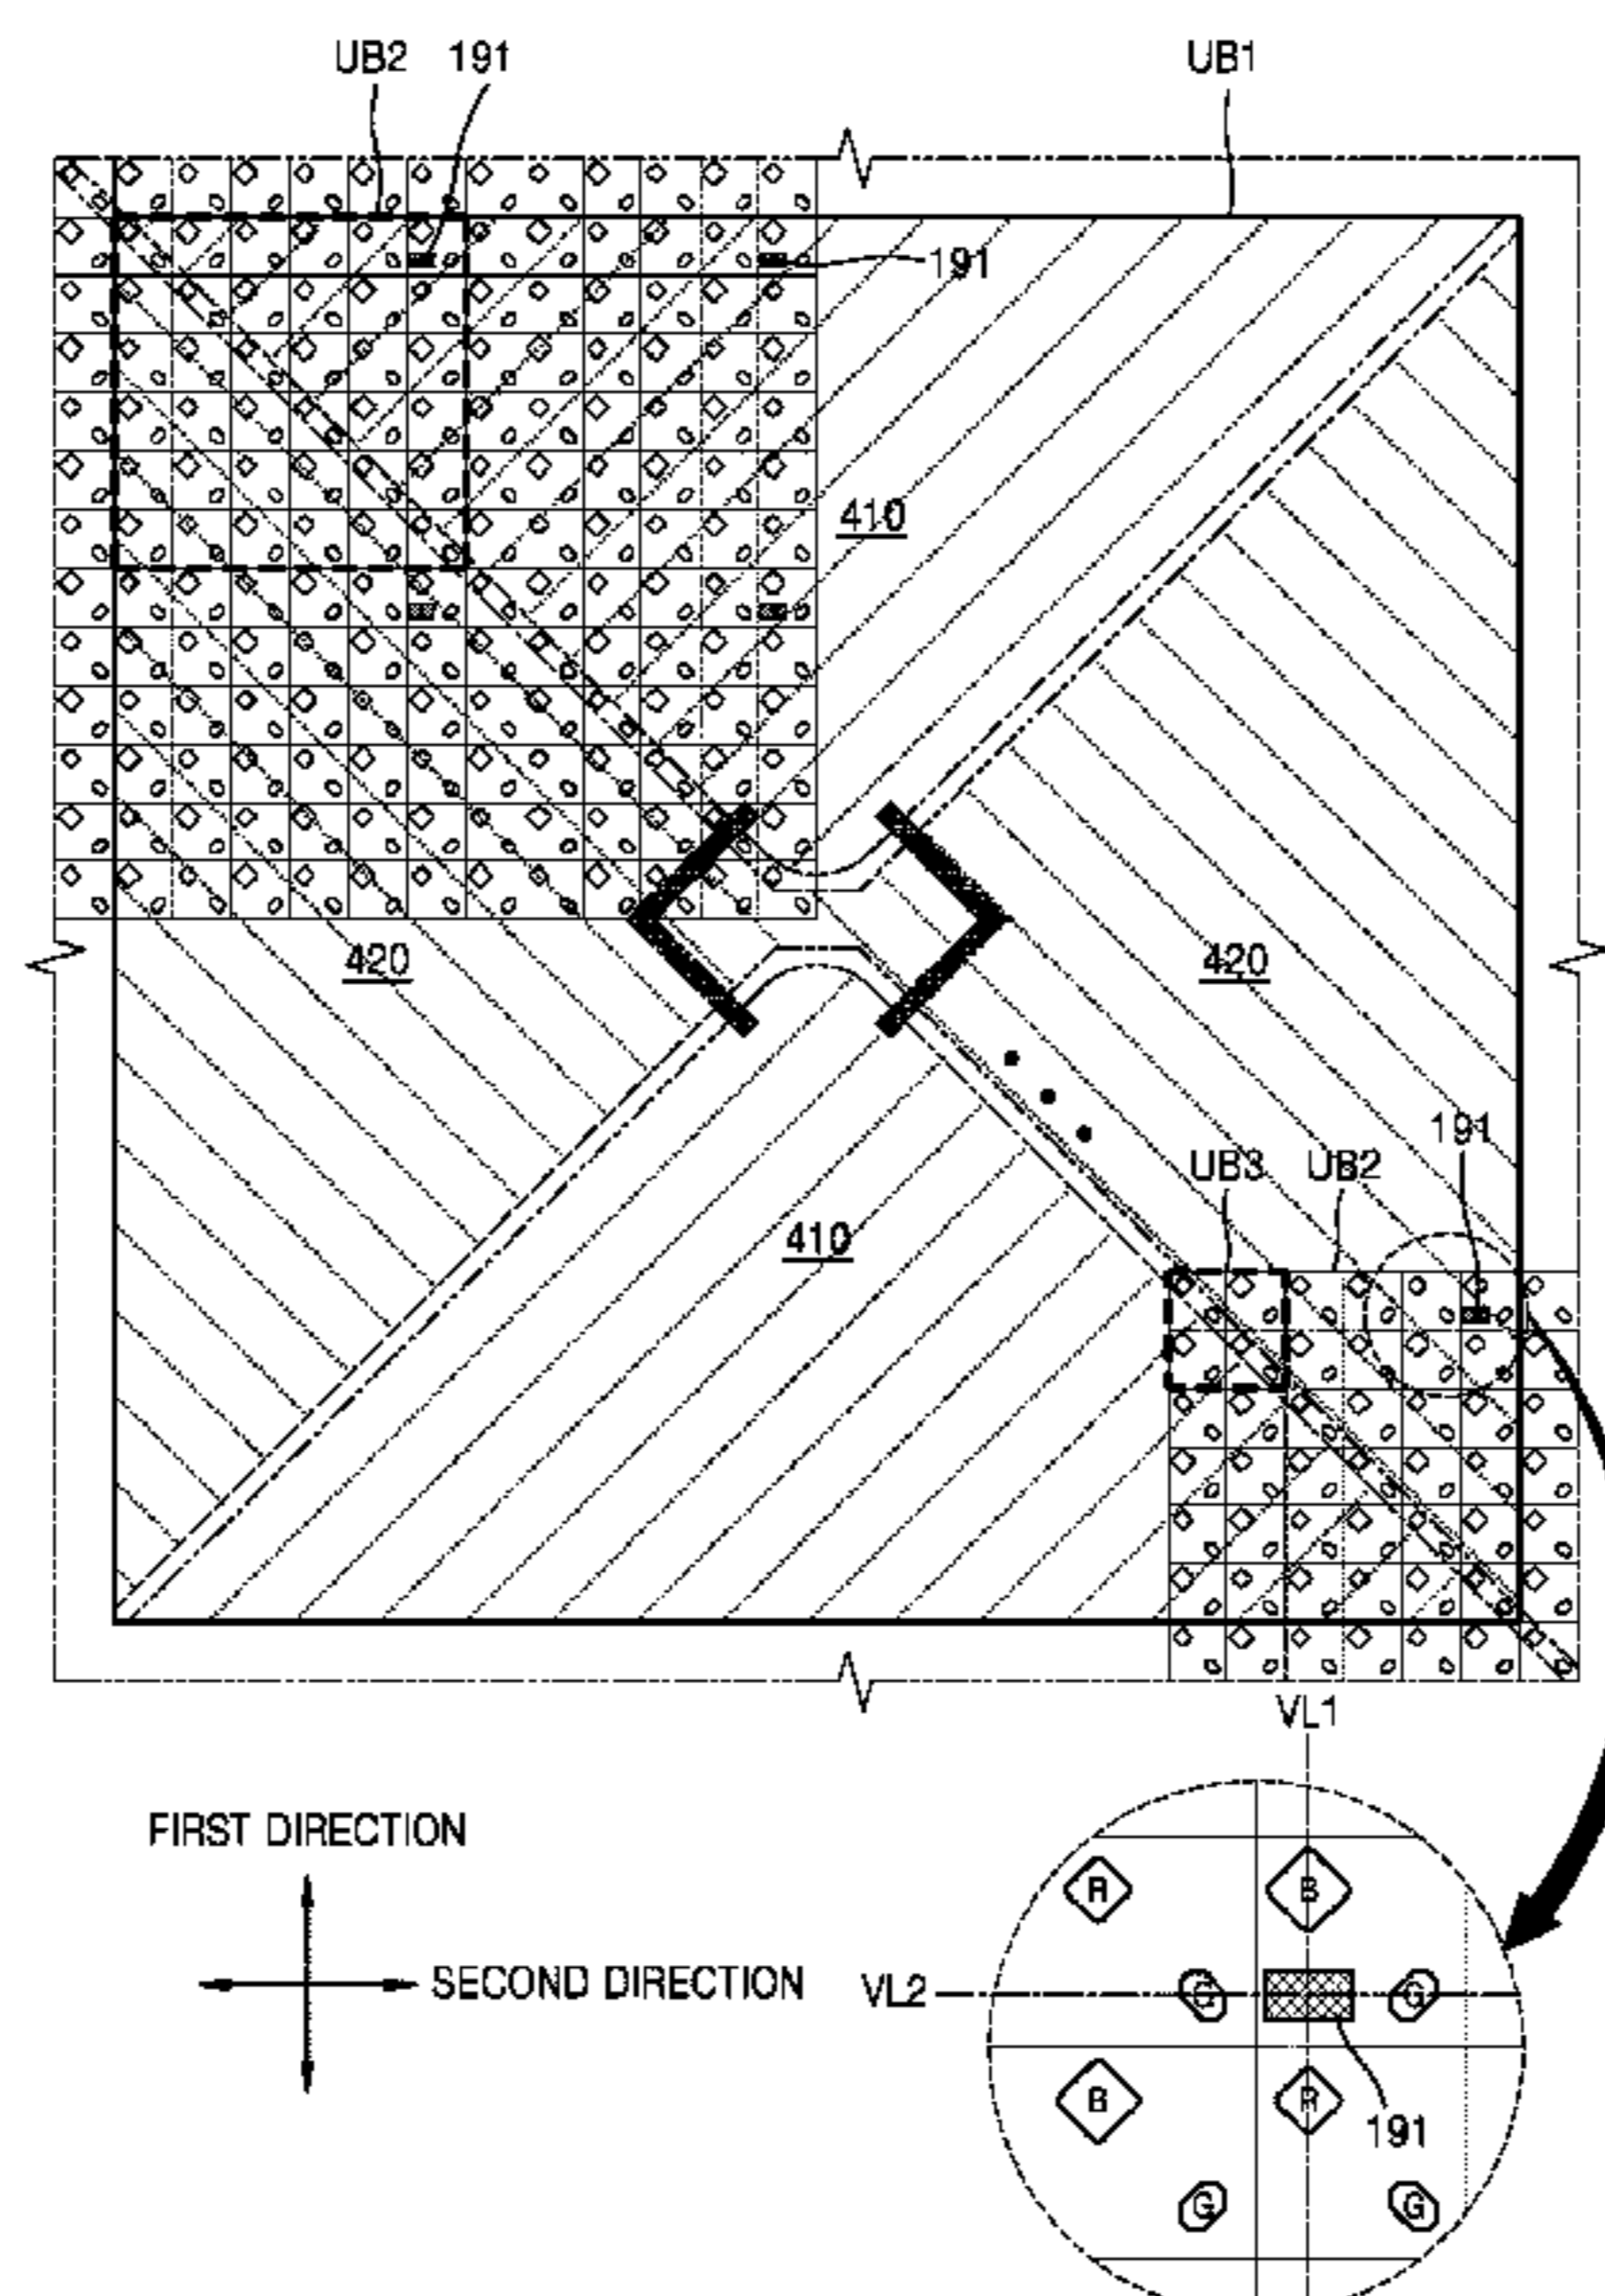 UB2 191 UB1
191
410
420 420
191
UB3 UB2
410
VL1
FIRST DIRECTION
R B
SECOND DIRECTION VL2 G G
B R
191
G G